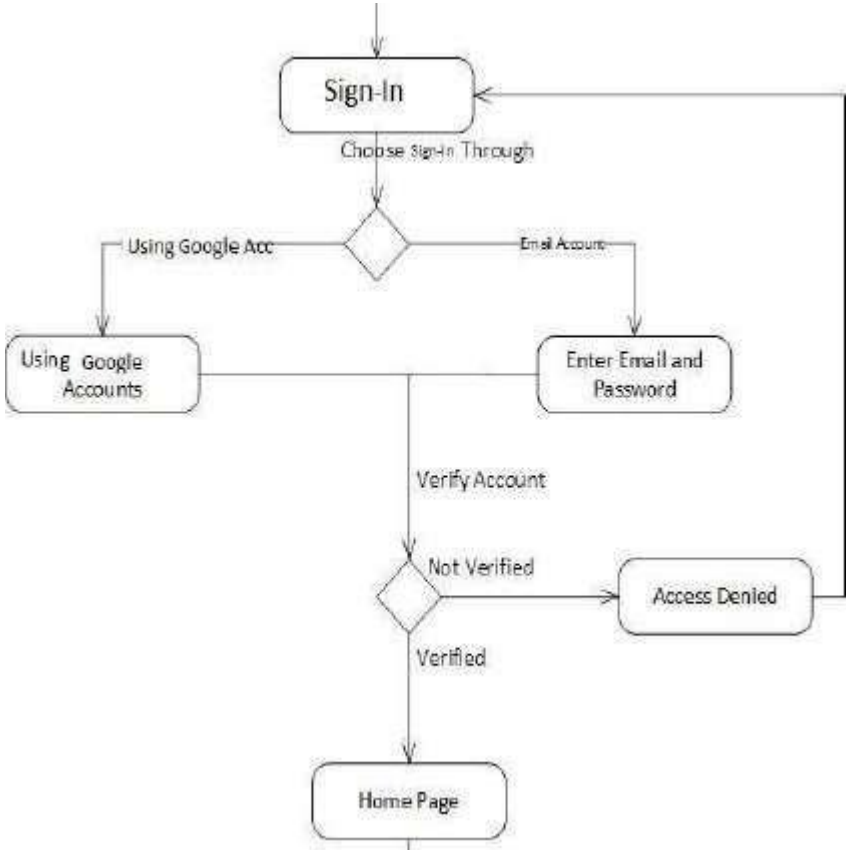 Sign-In
Choose Sign-In Through
Using Google Acc
Email Account
Using Google
Accounts
Enter Email and
Password
Verify Account
Not Verified
Access Denied
Verified
Home Page